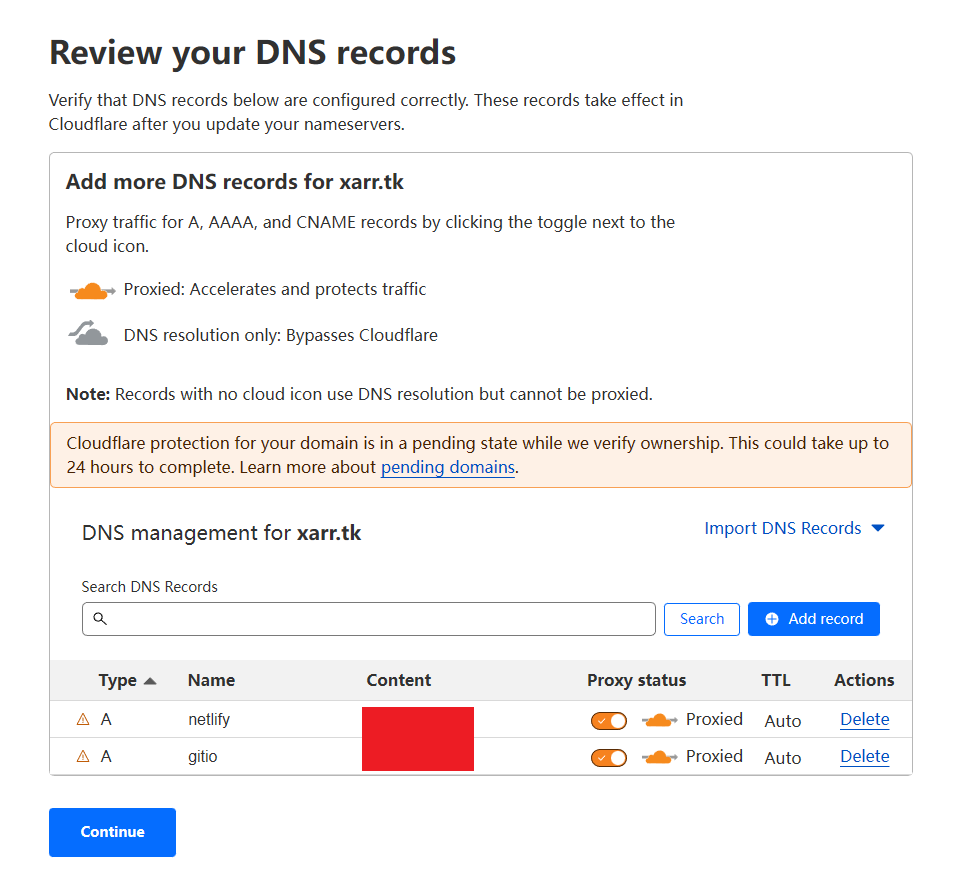 Review your DNS records
Verify that DNS records below are configured correctly. These records take effect in
Cloudflare after you update your nameservers.
Add more DNS records for xarr.tk
Proxy traffic for A, AAAA, and CNAME records by clicking the toggle next to the
cloud icon.
Proxied: Accelerates and protects traffic
DNS resolution only: Bypasses Cloudflare
Note: Records with no cloud icon use DNS resolution but cannot be proxied.
Cloudflare protection for your domain is in a pending state while we verify ownership. This could take up to
24 hours to complete. Learn more about pending domains.
DNS management for xarr.tk
Import DNS Records
Search DNS Records
Search
Add record
Type Name Content Proxy status TTL Actions
A netlify Proxied Auto Delete
A gitio Proxied Auto Delete
Continue